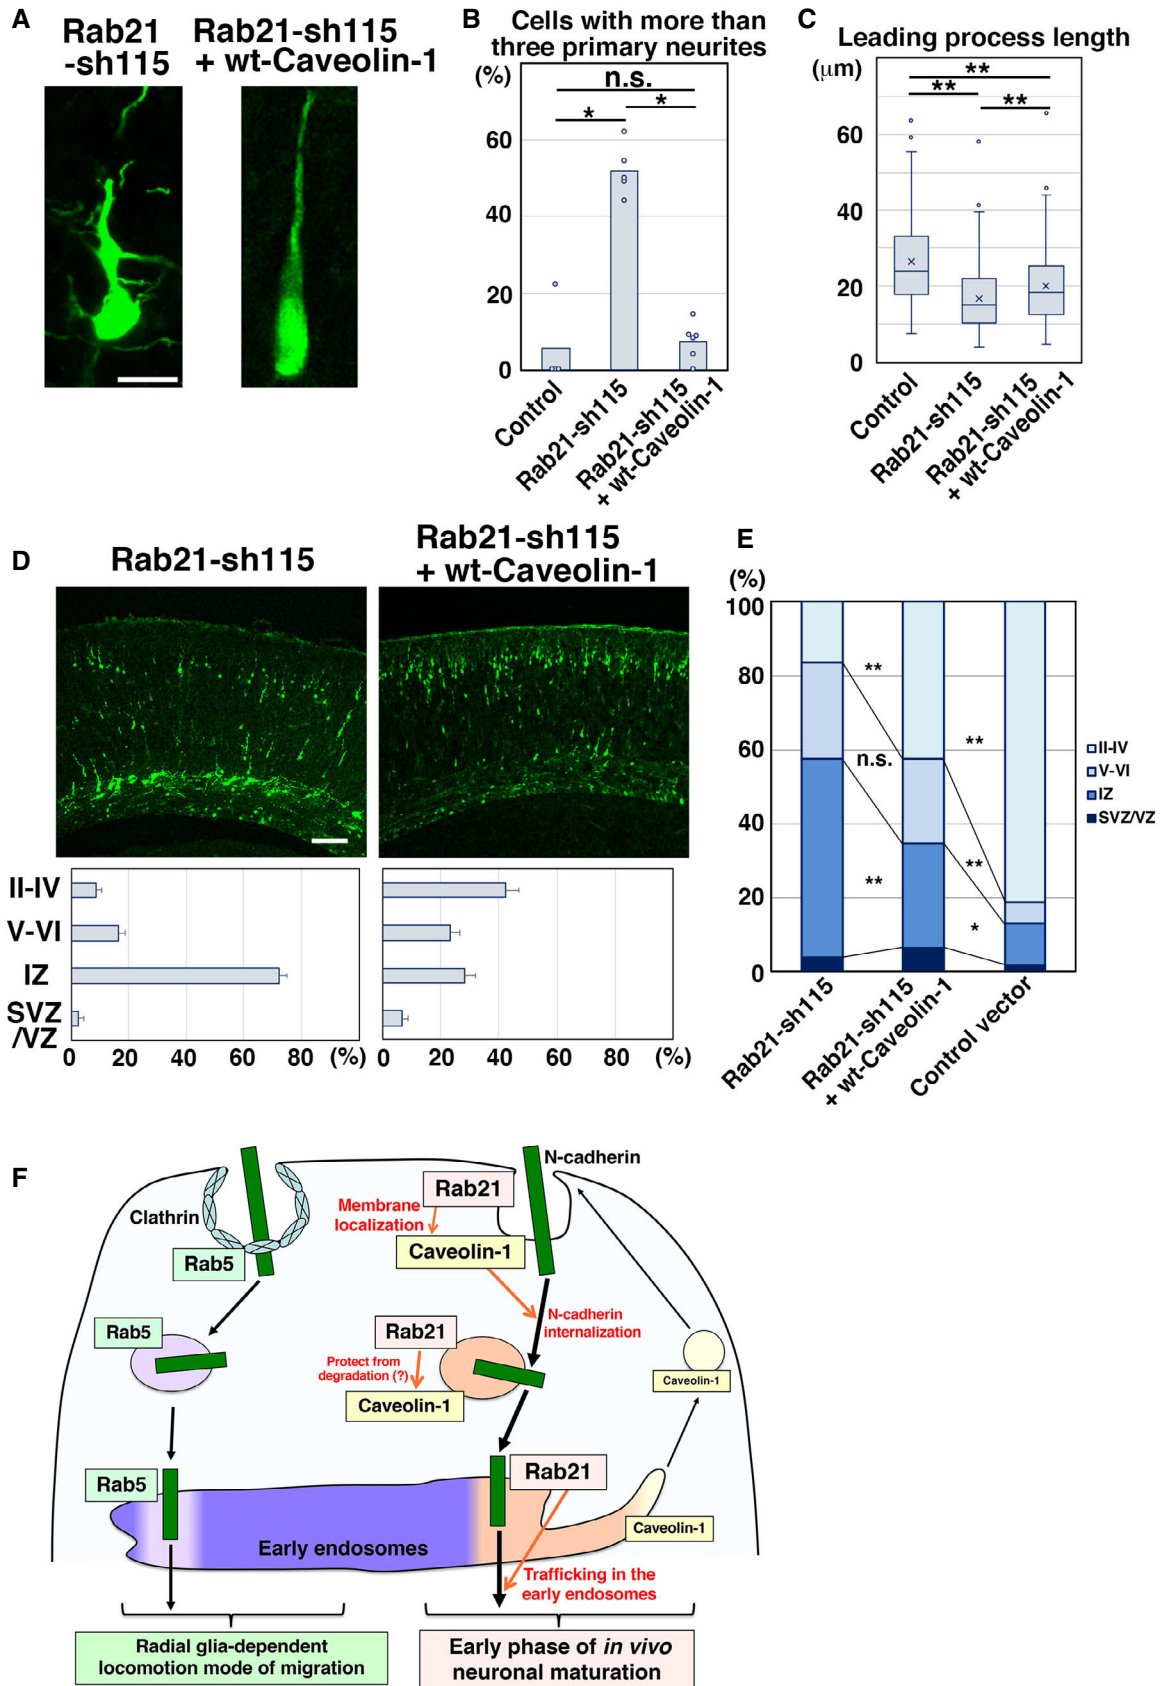 A
Rab21
-sh115
Rab21-sh115
+ wt-Caveolin-1
B
Cells with more than
three primary neurites
(%)
n.s.
*
*
60
40
20
0
Control
Rab21-sh115
Rab21-sh115
+ wt-Caveolin-1
C
Leading process length
(μm)
**
**
**
60
40
20
0
Control
Rab21-sh115
Rab21-sh115
+ wt-Caveolin-1
D
Rab21-sh115
Rab21-sh115
+ wt-Caveolin-1
II-IV
V-VI
IZ
SVZ
/VZ
0 20 40 60 80 (%)
0 20 40 60 80 (%)
E
(%)
100
80
60
40
20
0
**
n.s.
**
**
**
*
II-IV
V-VI
IZ
SVZ/VZ
Rab21-sh115
Rab21-sh115
+ wt-Caveolin-1
Control vector
F
Clathrin
Rab5
Rab5
Rab5
N-cadherin
Rab21
Membrane
localization
Caveolin-1
N-cadherin
internalization
Rab21
Protect from
degradation (?)
Caveolin-1
Caveolin-1
Rab21
Caveolin-1
Early endosomes
Trafficking in the
early endosomes
Radial glia-dependent
locomotion mode of migration
Early phase of in vivo
neuronal maturation